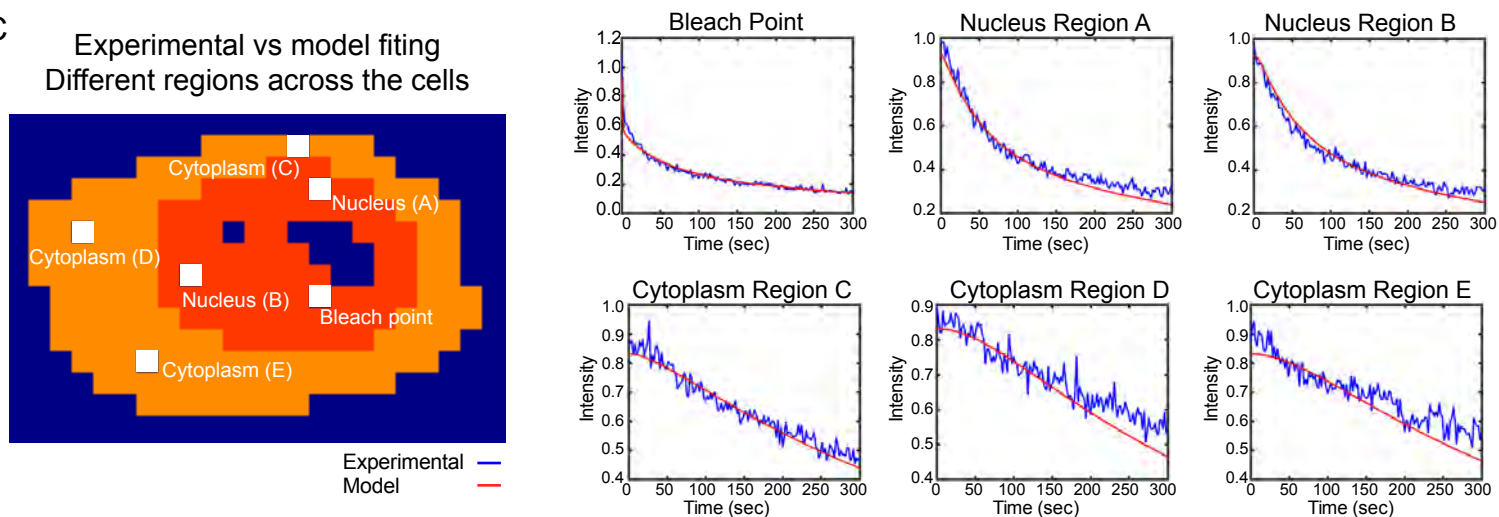 C
Experimental vs model fiting
Different regions across the cells
Cytoplasm (C)
Nucleus (A)
Cytoplasm (D)
Nucleus (B)
Bleach point
Cytoplasm (E)
Experimental
Model
Bleach Point
Intensity
1.2
1.0
0.8
0.6
0.4
0.2
0.0
0 50 100 150 200 250 300
Time (sec)
Nucleus Region A
Intensity
1.0
0.8
0.6
0.4
0.2
0 50 100 150 200 250 300
Time (sec)
Nucleus Region B
Intensity
1.0
0.8
0.6
0.4
0.2
0 50 100 150 200 250 300
Time (sec)
Cytoplasm Region C
Intensity
1.0
0.9
0.8
0.7
0.6
0.5
0.4
0 50 100 150 200 250 300
Time (sec)
Cytoplasm Region D
Intensity
0.9
0.8
0.7
0.6
0.5
0.4
0 50 100 150 200 250 300
Time (sec)
Cytoplasm Region E
Intensity
1.0
0.9
0.8
0.7
0.6
0.5
0.4
0 50 100 150 200 250 300
Time (sec)